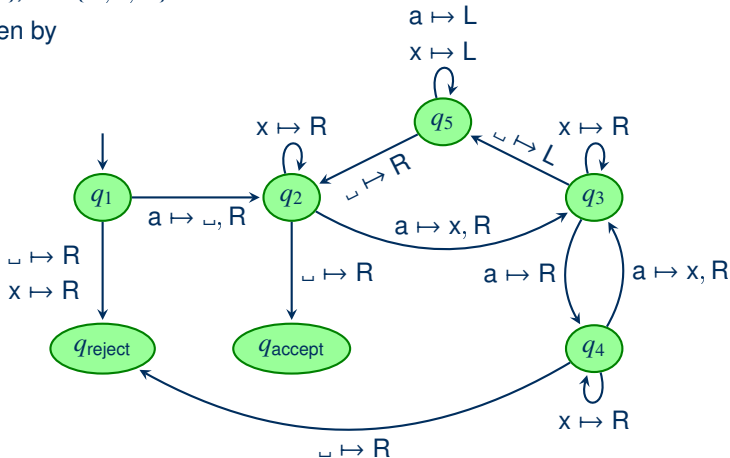 en by
a ↦ L
x ↦ L
q5
x ↦ R
x ↦ R
␣ ↦ R
␣ ↦ L
q1
a ↦ ␣, R
q2
a ↦ x, R
q3
␣ ↦ R
x ↦ R
␣ ↦ R
a ↦ R
a ↦ x, R
qreject
qaccept
q4
x ↦ R
␣ ↦ R